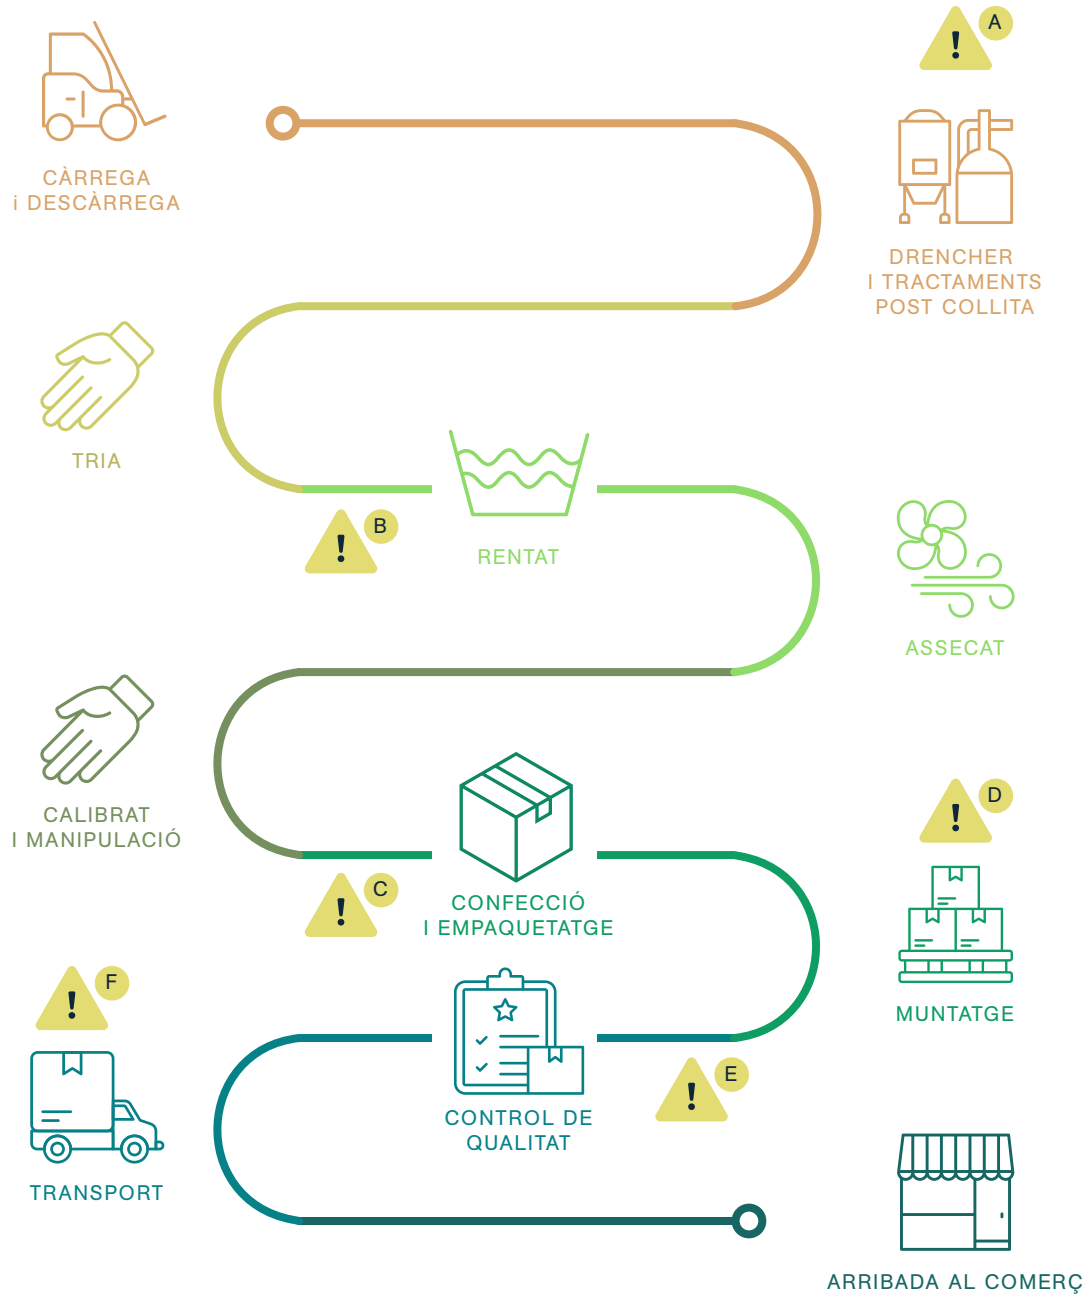 CÀRREGA
i DESCÀRREGA
!
A
DRENCHER
I TRACTAMENTS
POST COLLITA
TRIA
!
B
RENTAT
ASSECAT
CALIBRAT
I MANIPULACIÓ
!
C
CONFECCIÓ
I EMPAQUETATGE
!
D
MUNTATGE
!
E
CONTROL DE
QUALITAT
!
F
TRANSPORT
ARRIBADA AL COMERÇ